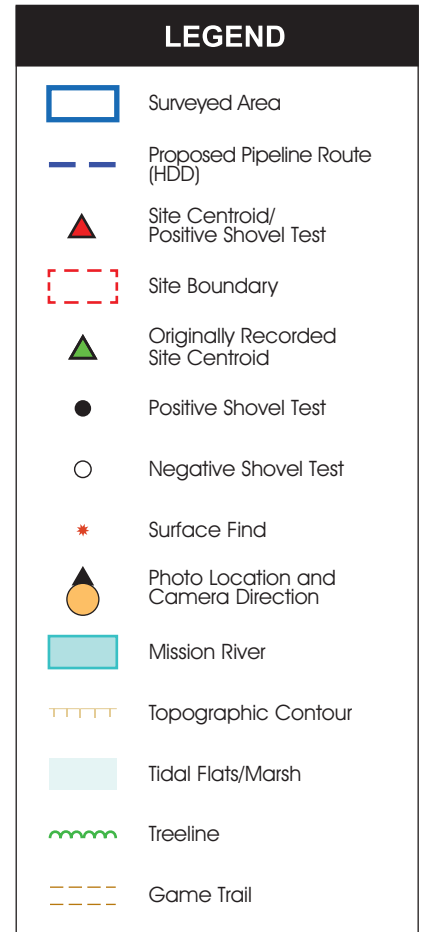 LEGEND
Surveyed Area
Proposed Pipeline Route
(HDD)
Site Centroid/
Positive Shovel Test
Site Boundary
Originally Recorded
Site Centroid
Positive Shovel Test
Negative Shovel Test
Surface Find
Photo Location and
Camera Direction
Mission River
Topographic Contour
Tidal Flats/Marsh
Treeline
Game Trail